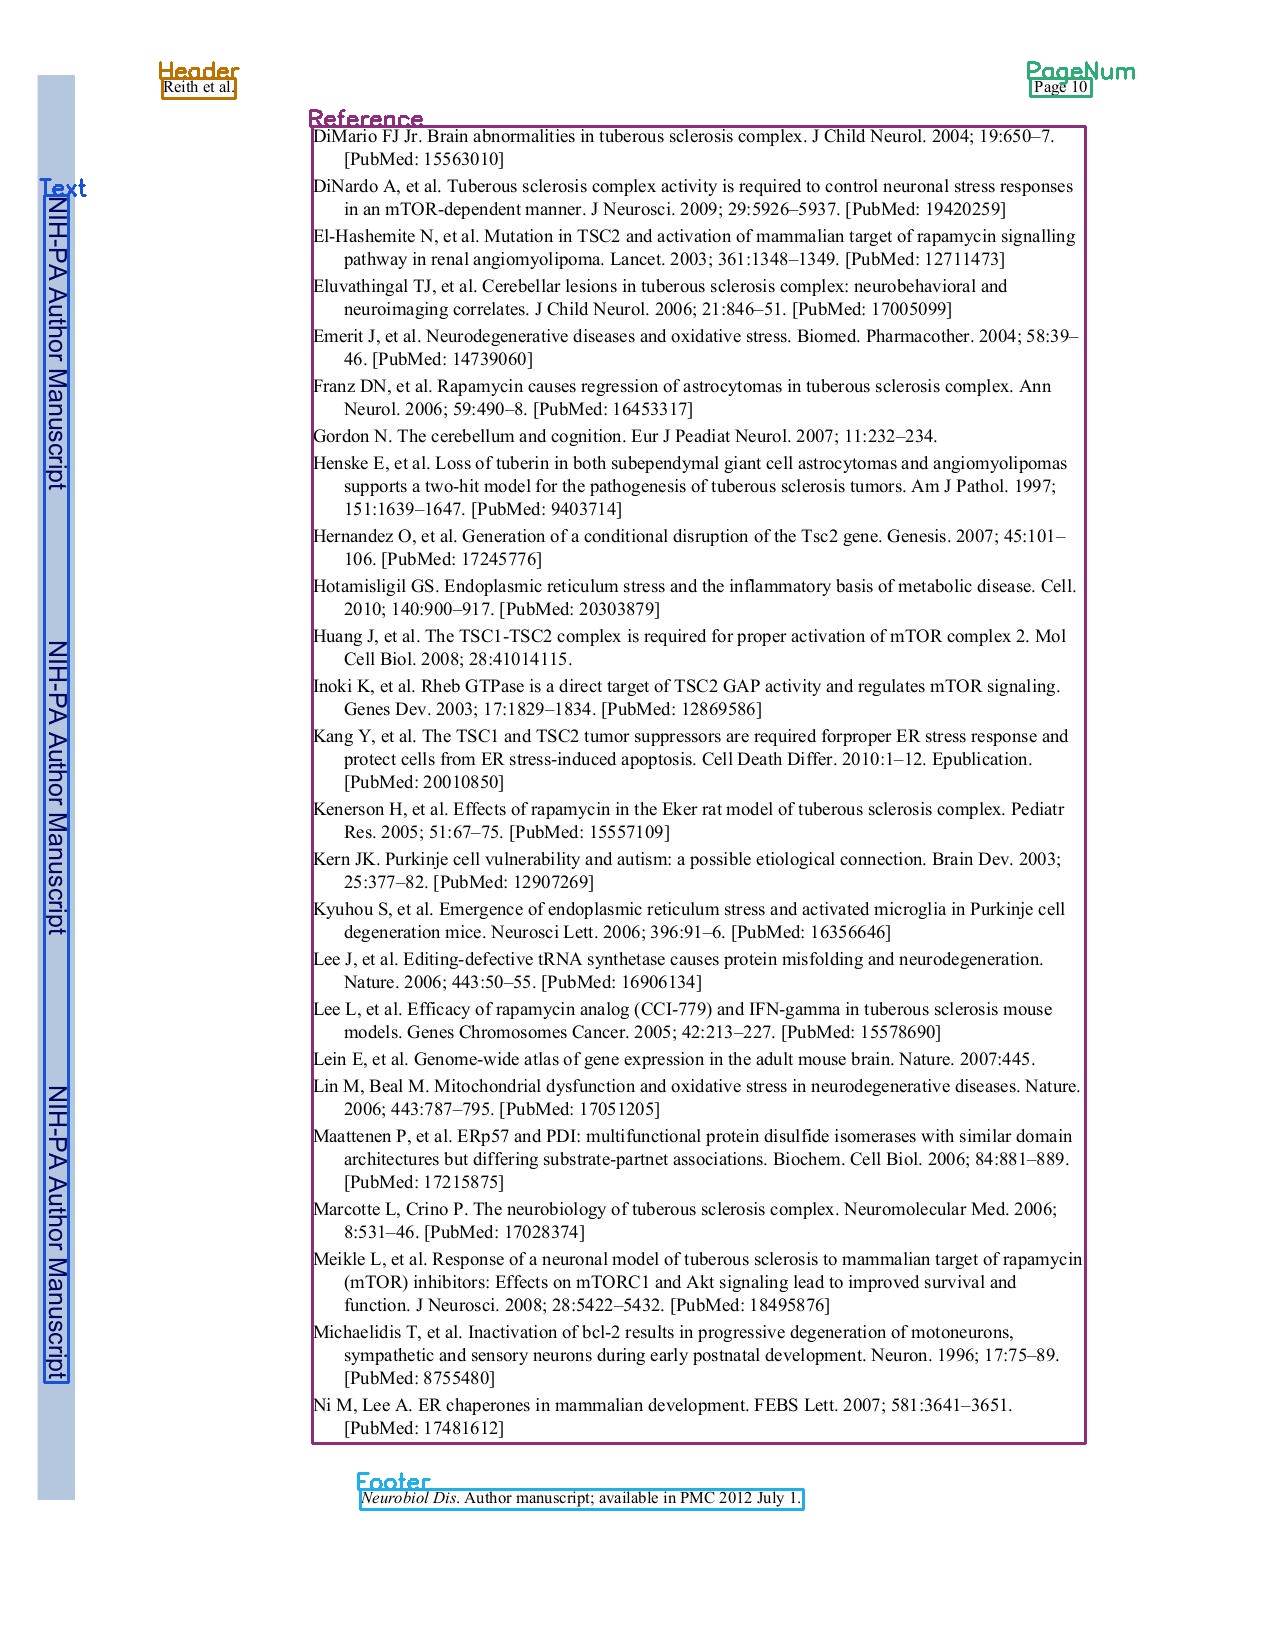 Header
Reith et al.
PageNum
Page 10
Text
NIH-PA Author Manuscript
NIH-PA Author Manuscript
NIH-PA Author Manuscript
Reference
DiMario FJ Jr. Brain abnormalities in tuberous sclerosis complex. J Child Neurol. 2004; 19:650–7.
[PubMed: 15563010]
DiNardo A, et al. Tuberous sclerosis complex activity is required to control neuronal stress responses
in an mTOR-dependent manner. J Neurosci. 2009; 29:5926–5937. [PubMed: 19420259]
El-Hashemite N, et al. Mutation in TSC2 and activation of mammalian target of rapamycin signalling
pathway in renal angiomyolipoma. Lancet. 2003; 361:1348–1349. [PubMed: 12711473]
Eluvathingal TJ, et al. Cerebellar lesions in tuberous sclerosis complex: neurobehavioral and
neuroimaging correlates. J Child Neurol. 2006; 21:846–51. [PubMed: 17005099]
Emerit J, et al. Neurodegenerative diseases and oxidative stress. Biomed. Pharmacother. 2004; 58:39–
46. [PubMed: 14739060]
Franz DN, et al. Rapamycin causes regression of astrocytomas in tuberous sclerosis complex. Ann
Neurol. 2006; 59:490–8. [PubMed: 16453317]
Gordon N. The cerebellum and cognition. Eur J Peadiat Neurol. 2007; 11:232–234.
Henske E, et al. Loss of tuberin in both subependymal giant cell astrocytomas and angiomyolipomas
supports a two-hit model for the pathogenesis of tuberous sclerosis tumors. Am J Pathol. 1997;
151:1639–1647. [PubMed: 9403714]
Hernandez O, et al. Generation of a conditional disruption of the Tsc2 gene. Genesis. 2007; 45:101–
106. [PubMed: 17245776]
Hotamisligil GS. Endoplasmic reticulum stress and the inflammatory basis of metabolic disease. Cell.
2010; 140:900–917. [PubMed: 20303879]
Huang J, et al. The TSC1-TSC2 complex is required for proper activation of mTOR complex 2. Mol
Cell Biol. 2008; 28:41014115.
Inoki K, et al. Rheb GTPase is a direct target of TSC2 GAP activity and regulates mTOR signaling.
Genes Dev. 2003; 17:1829–1834. [PubMed: 12869586]
Kang Y, et al. The TSC1 and TSC2 tumor suppressors are required forproper ER stress response and
protect cells from ER stress-induced apoptosis. Cell Death Differ. 2010:1–12. Epublication.
[PubMed: 20010850]
Kenerson H, et al. Effects of rapamycin in the Eker rat model of tuberous sclerosis complex. Pediatr
Res. 2005; 51:67–75. [PubMed: 15557109]
Kern JK. Purkinje cell vulnerability and autism: a possible etiological connection. Brain Dev. 2003;
25:377–82. [PubMed: 12907269]
Kyuhou S, et al. Emergence of endoplasmic reticulum stress and activated microglia in Purkinje cell
degeneration mice. Neurosci Lett. 2006; 396:91–6. [PubMed: 16356646]
Lee J, et al. Editing-defective tRNA synthetase causes protein misfolding and neurodegeneration.
Nature. 2006; 443:50–55. [PubMed: 16906134]
Lee L, et al. Efficacy of rapamycin analog (CCI-779) and IFN-gamma in tuberous sclerosis mouse
models. Genes Chromosomes Cancer. 2005; 42:213–227. [PubMed: 15578690]
Lein E, et al. Genome-wide atlas of gene expression in the adult mouse brain. Nature. 2007:445.
Lin M, Beal M. Mitochondrial dysfunction and oxidative stress in neurodegenerative diseases. Nature.
2006; 443:787–795. [PubMed: 17051205]
Maattenen P, et al. ERp57 and PDI: multifunctional protein disulfide isomerases with similar domain
architectures but differing substrate-partnet associations. Biochem. Cell Biol. 2006; 84:881–889.
[PubMed: 17215875]
Marcotte L, Crino P. The neurobiology of tuberous sclerosis complex. Neuromolecular Med. 2006;
8:531–46. [PubMed: 17028374]
Meikle L, et al. Response of a neuronal model of tuberous sclerosis to mammalian target of rapamycin
(mTOR) inhibitors: Effects on mTORC1 and Akt signaling lead to improved survival and
function. J Neurosci. 2008; 28:5422–5432. [PubMed: 18495876]
Michaelidis T, et al. Inactivation of bcl-2 results in progressive degeneration of motoneurons,
sympathetic and sensory neurons during early postnatal development. Neuron. 1996; 17:75–89.
[PubMed: 8755480]
Ni M, Lee A. ER chaperones in mammalian development. FEBS Lett. 2007; 581:3641–3651.
[PubMed: 17481612]
Footer
Neurobiol Dis. Author manuscript; available in PMC 2012 July 1.